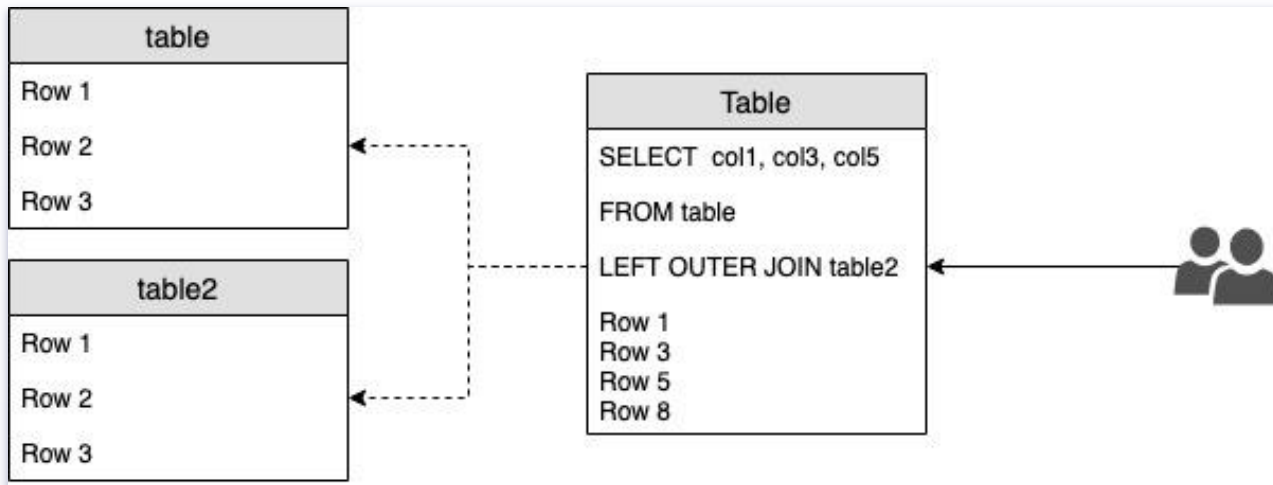 table
Row 1
Row 2
Row 3
table2
Row 1
Row 2
Row 3
Table
SELECT col1, col3, col5
FROM table
LEFT OUTER JOIN table2
Row 1
Row 3
Row 5
Row 8